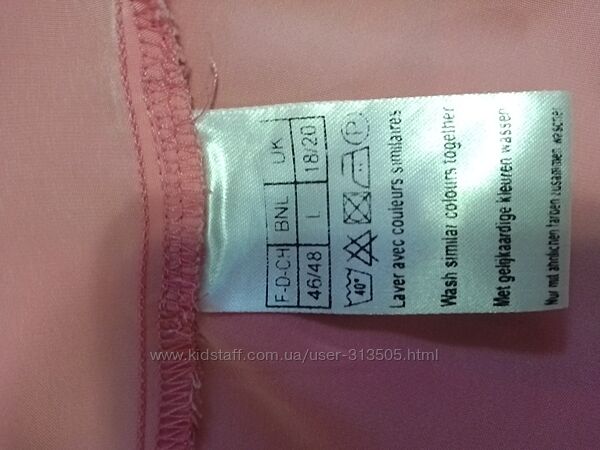 F-D-CH BNL UK
46/48 L 18/20
40°
P
Laver avec couleurs similaires
Wash similar colours together
Met gelijkaardige kleuren wassen
Nur mit ähnlichen farben zusammen waschen
www.kidstaff.com.ua/user-313505.html